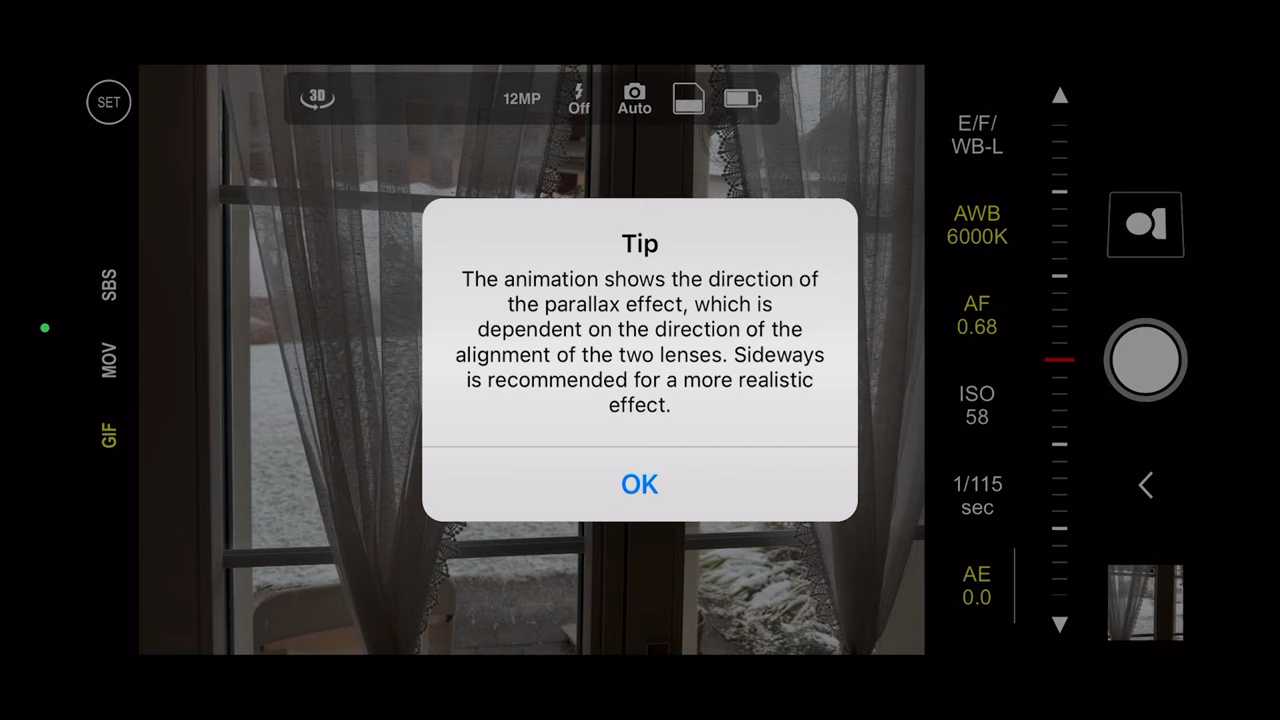 SET
3D
12MP
Off
Auto
SBS
MOV
GIF
Tip
The animation shows the direction of
the parallax effect, which is
dependent on the direction of the
alignment of the two lenses. Sideways
is recommended for a more realistic
effect.
OK
E/F/
WB-L
AWB
6000K
AF
0.68
ISO
58
1/115
sec
AE
0.0